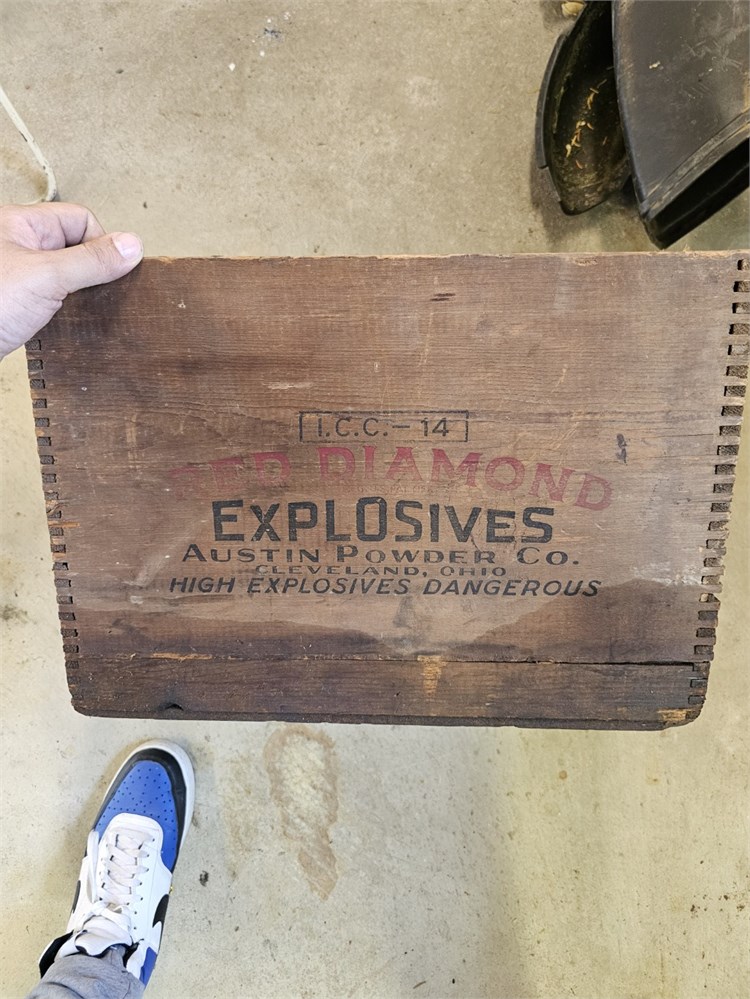 I.C.C.-14
RED DIAMOND
EXPLOSIVES
AUSTIN POWDER CO.
CLEVELAND, OHIO
HIGH EXPLOSIVES DANGEROUS